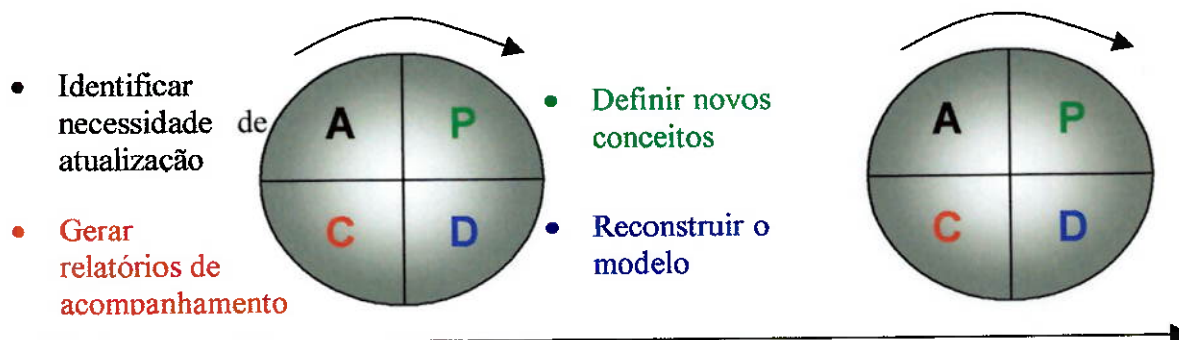 • Identificar
necessidade de
atualização
• Gerar
relatórios de
acompanhamento
A P
C D
• Definir novos
conceitos
• Reconstruir o
modelo
A P
C D